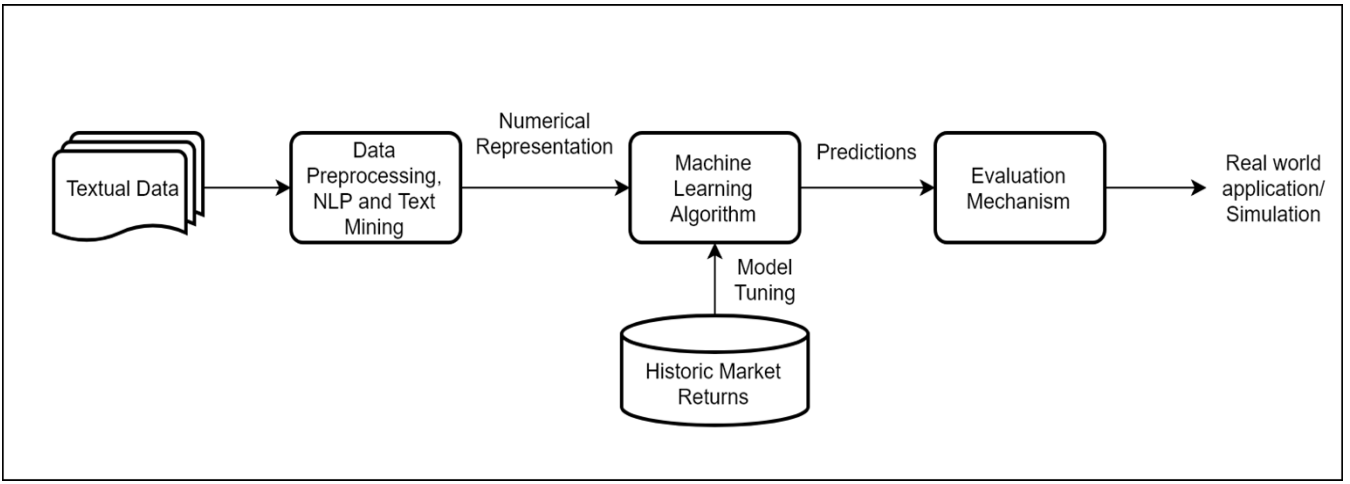 Textual Data
Data
Preprocessing,
NLP and Text
Mining
Numerical
Representation
Machine
Learning
Algorithm
Predictions
Evaluation
Mechanism
Real world
application/
Simulation
Model
Tuning
Historic Market
Returns